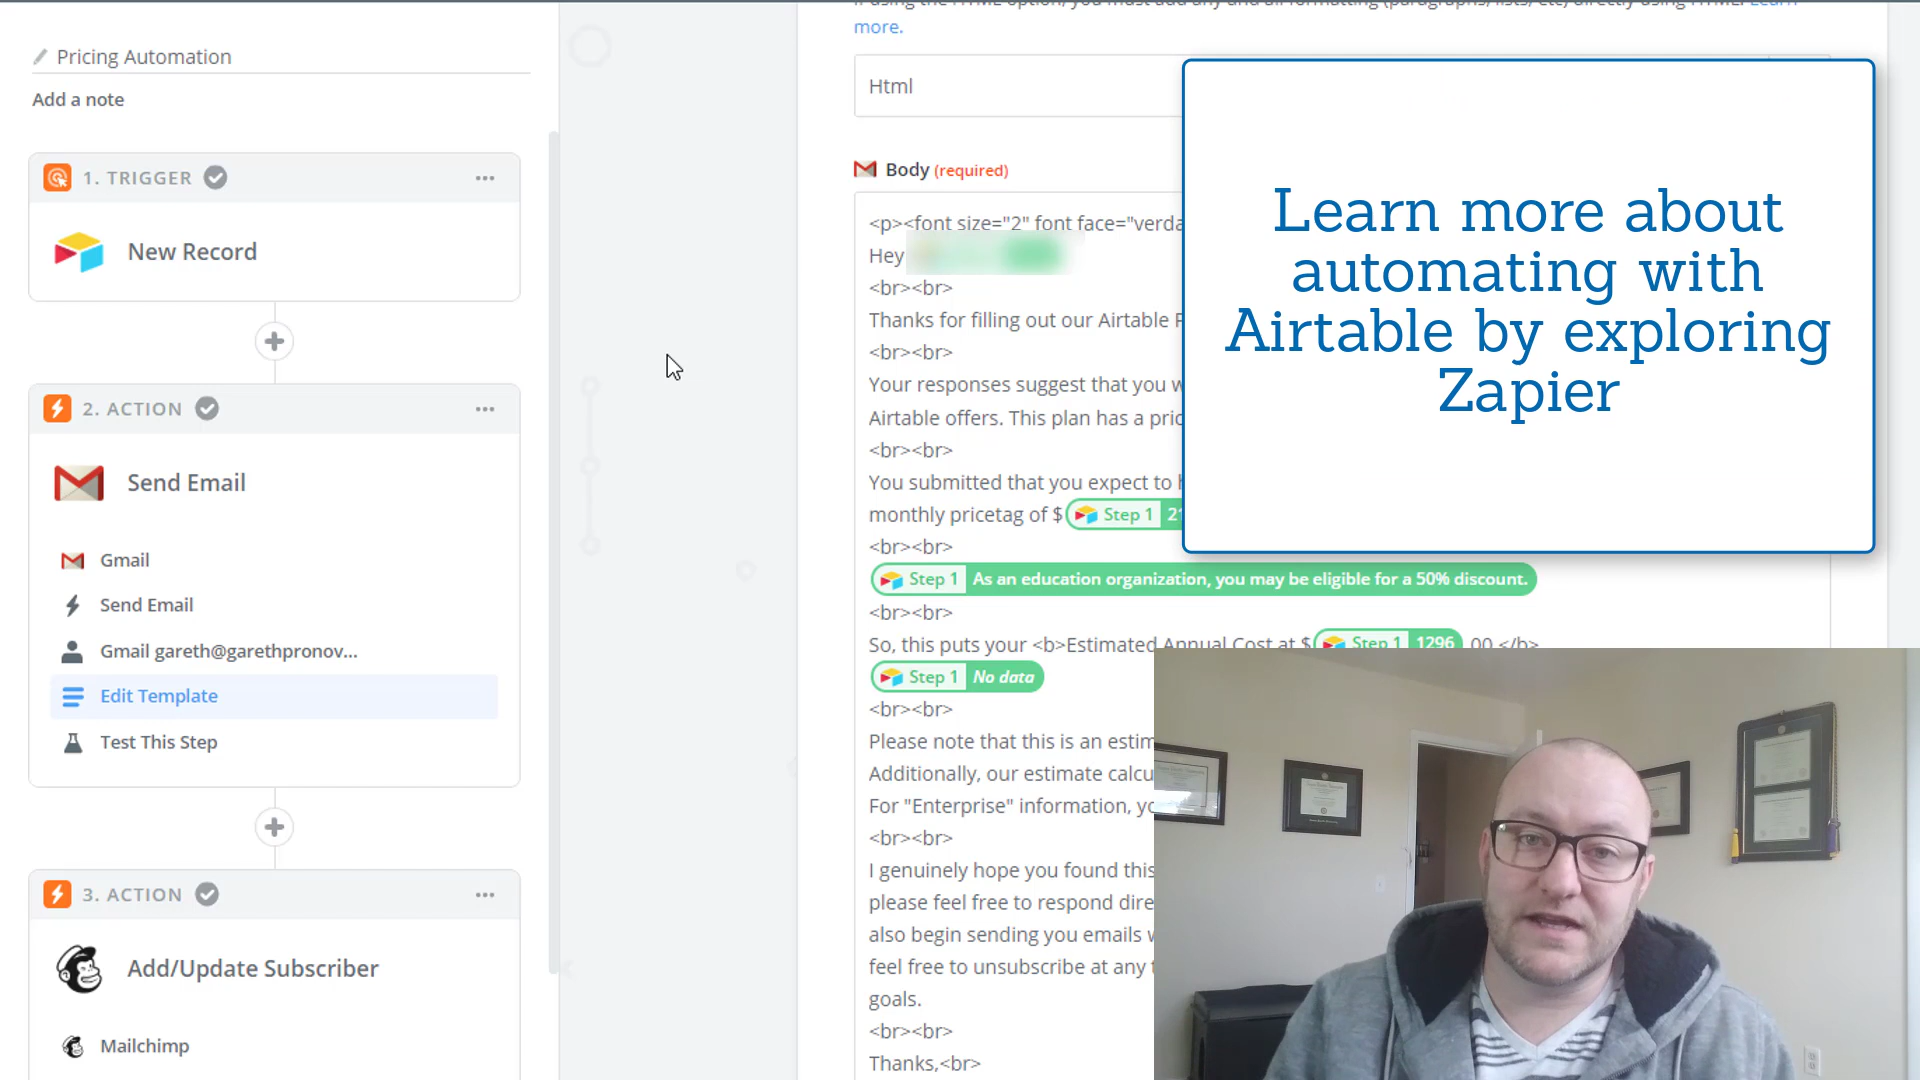 Pricing Automation
Add a note
1. TRIGGER
New Record
2. ACTION
Send Email
Gmail
Send Email
Gmail gareth@garethpronov...
Edit Template
Test This Step
3. ACTION
Add/Update Subscriber
Mailchimp
more.
Html
Body (required)
<p><font size="2" font face="verda
Hey
<br><br>
Thanks for filling out our Airtable
<br><br>
Your responses suggest that you
Airtable offers. This plan has a
<br><br>
You submitted that you expect to
monthly pricetag of $ Step 1
<br><br>
Step 1 As an education organization, you may be eligible for a 50% discount.
<br><br>
So, this puts your <b>Estimated Annual Cost at $ Step 1 1296 .00 </b>
Step 1 No data
<br><br>
Please note that this is an
Additionally, our estimate
For "Enterprise" information,
<br><br>
I genuinely hope you found this
please feel free to respond
also begin sending you emails
feel free to unsubscribe at any
goals.
<br><br>
Thanks,<br>
Learn more about
automating with
Airtable by exploring
Zapier